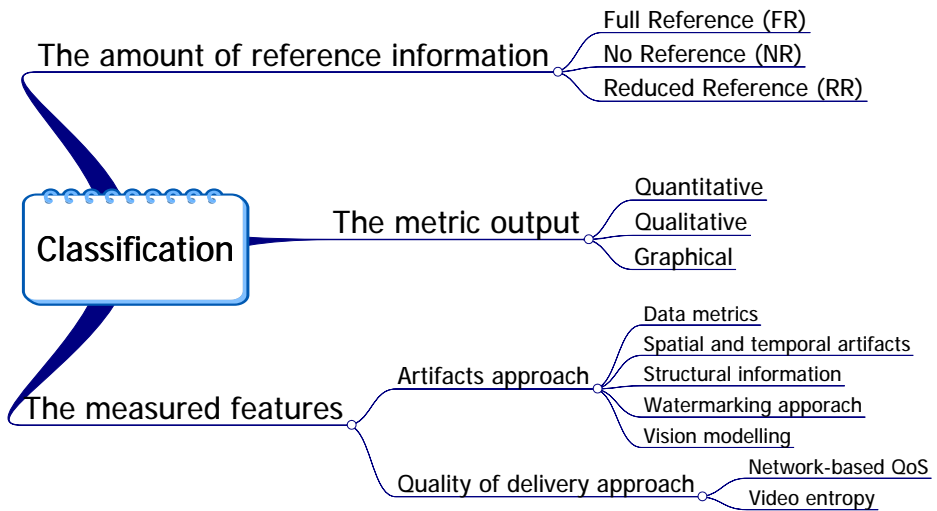 Classification
The amount of reference information
Full Reference (FR)
No Reference (NR)
Reduced Reference (RR)
The metric output
Quantitative
Qualitative
Graphical
The measured features
Artifacts approach
Data metrics
Spatial and temporal artifacts
Structural information
Watermarking apporach
Vision modelling
Quality of delivery approach
Network-based QoS
Video entropy